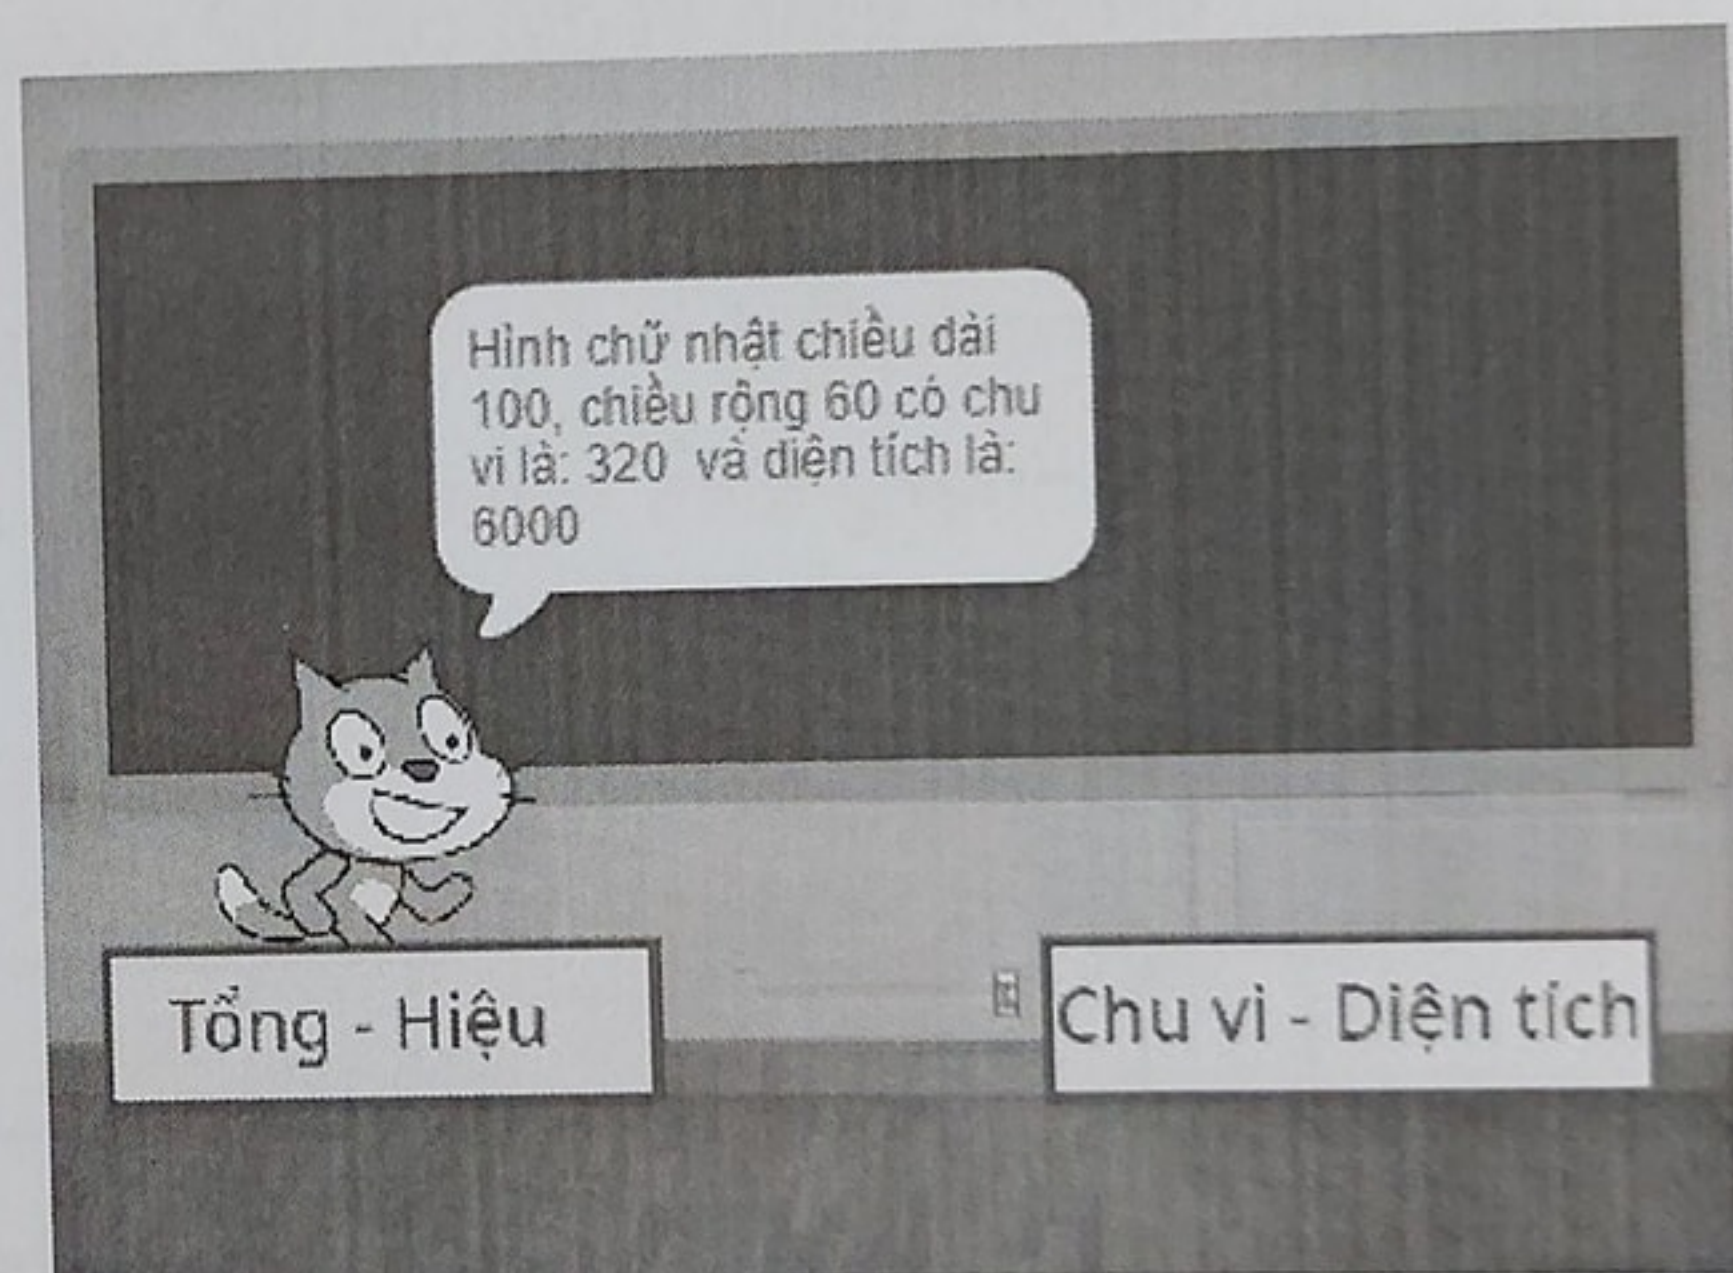 Hình chữ nhật chiều dài
100, chiều rộng 60 có chu
vi là: 320 và diện tích là:
6000
Tổng - Hiệu
Chu vi - Diện tích